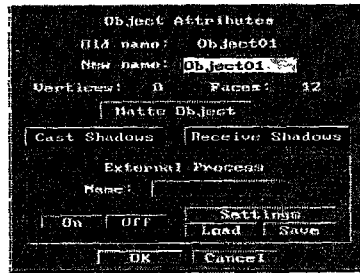 Object Attributes
Old name: Object01
New name: Object01
Vertices: 8 Faces: 12
Matte Object
Cast Shadows Receive Shadows
External Process
Name:
On Off Settings
Load Save
OK Cancel